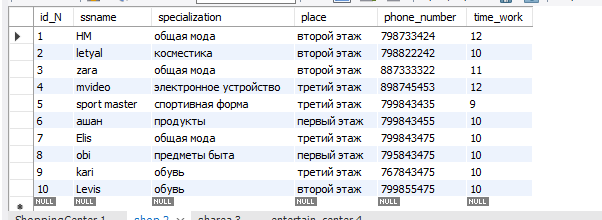 id_N ssname specialization place phone_number time_work
1 HM общая мода второй этаж 798733424 12
2 letyal косместика второй этаж 798822242 10
3 zara общая мода второй этаж 887333322 11
4 mvideo электронное устройство третий этаж 898745453 12
5 sport master спортивная форма третий этаж 799843435 9
6 ашан продукты первый этаж 799455435 10
7 Elis общая мода третий этаж 799843475 10
8 obi предметы быта первый этаж 795843475 10
9 kari обувь третий этаж 767843475 10
10 Levis обувь второй этаж 799855475 10
NULL NULL NULL NULL NULL NULL
ShoppingCenter 1 shop 2 sharea 3 entertain_center 4